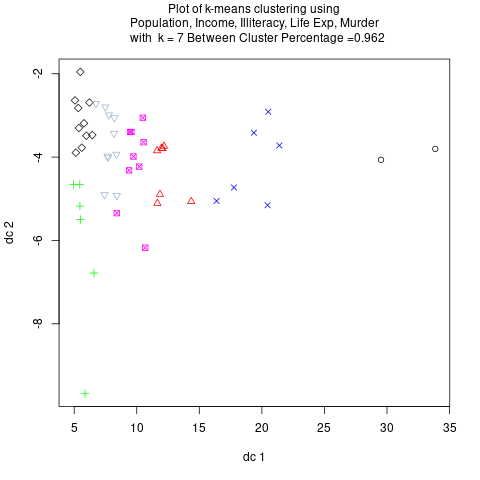 Plot of k-means clustering using
Population, Income, Illiteracy, Life Exp, Murder
with k = 7 Between Cluster Percentage =0.962
-2
-4
-6
-8
dc 2
5 10 15 20 25 30 35
dc 1